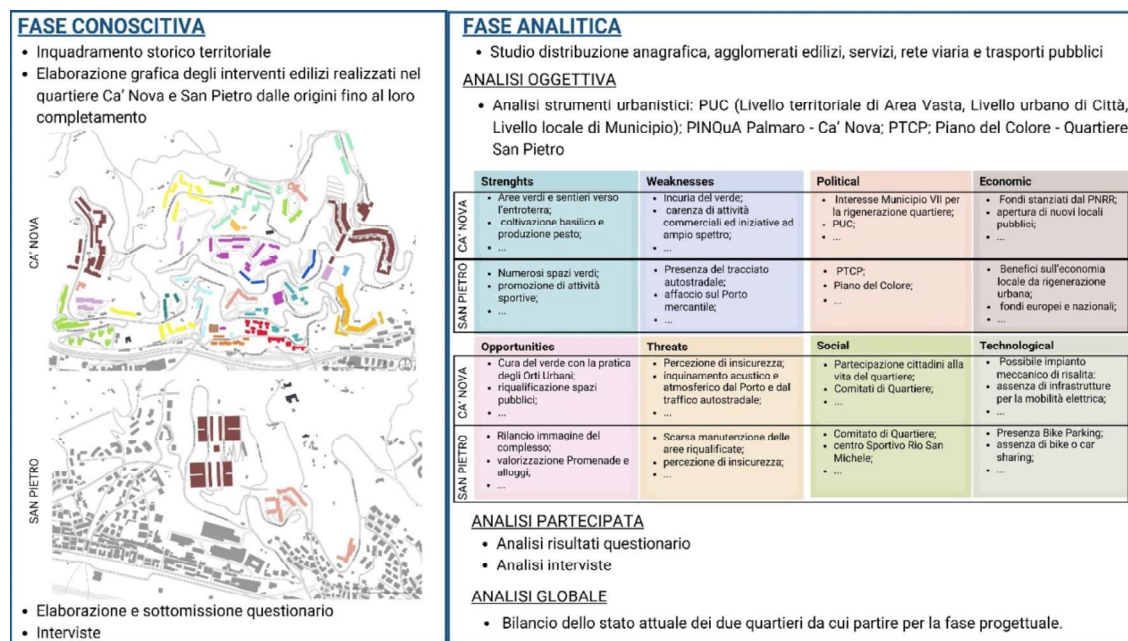 FASE CONOSCITIVA
• Inquadramento storico territoriale
• Elaborazione grafica degli interventi edilizi realizzati nel
quartiere Ca' Nova e San Pietro dalle origini fino al loro
completamento
CA' NOVA
SAN PIETRO
• Elaborazione e sottomissione questionario
• Interviste
FASE ANALITICA
• Studio distribuzione anagrafica, agglomerati edilizi, servizi, rete viaria e trasporti pubblici
ANALISI OGGETTIVA
• Analisi strumenti urbanistici: PUC (Livello territoriale di Area Vasta, Livello urbano di Città,
Livello locale di Municipio); PINQuA Palmaro - Ca' Nova; PTCP; Piano del Colore - Quartiere
San Pietro
Strenghts
Weaknesses
Political
Economic
CA' NOVA
• Aree verdi e sentieri verso
l'entroterra;
• coltivazione basilico e
produzione pesto;
• ...
• Incuria del verde;
• carenza di attività
commerciali ed iniziative ad
ampio spettro;
• ...
• Interesse Municipio VII per
la rigenerazione quartiere;
• PUC;
• ...
• Fondi stanziati dal PNRR;
• apertura di nuovi locali
pubblici;
• ...
SAN PIETRO
• Numerosi spazi verdi;
• promozione di attività
sportive;
• ...
• Presenza del tracciato
autostradale;
• affaccio sul Porto
mercantile;
• ...
• PTCP;
• Piano del Colore;
• ...
• Benefici sull'economia
locale da rigenerazione
urbana;
• fondi europei e nazionali;
• ...
Opportunities
Threats
Social
Technological
CA' NOVA
• Cura del verde con la pratica
degli Orti Urbani;
• riqualificazione spazi
pubblici;
• ...
• Percezione di insicurezza;
• inquinamento acustico e
atmosferico dal Porto e dal
traffico autostradale;
• ...
• Partecipazione cittadini alla
vita del quartiere;
• Comitati di Quartiere;
• ...
• Possibile impianto
meccanico di risalita;
• assenza di infrastrutture
per la mobilità elettrica;
• ...
SAN PIETRO
• Rilancio immagine del
complesso;
• valorizzazione Promenade e
alloggi,
• ...
• Scarsa manutenzione delle
aree riqualificate;
• percezione di insicurezza;
• ...
• Comitato di Quartiere;
• centro Sportivo Rio San
Michele;
• ...
• Presenza Bike Parking;
• assenza di bike o car
sharing;
• ...
ANALISI PARTECIPATA
• Analisi risultati questionario
• Analisi interviste
ANALISI GLOBALE
• Bilancio dello stato attuale dei due quartieri da cui partire per la fase progettuale.